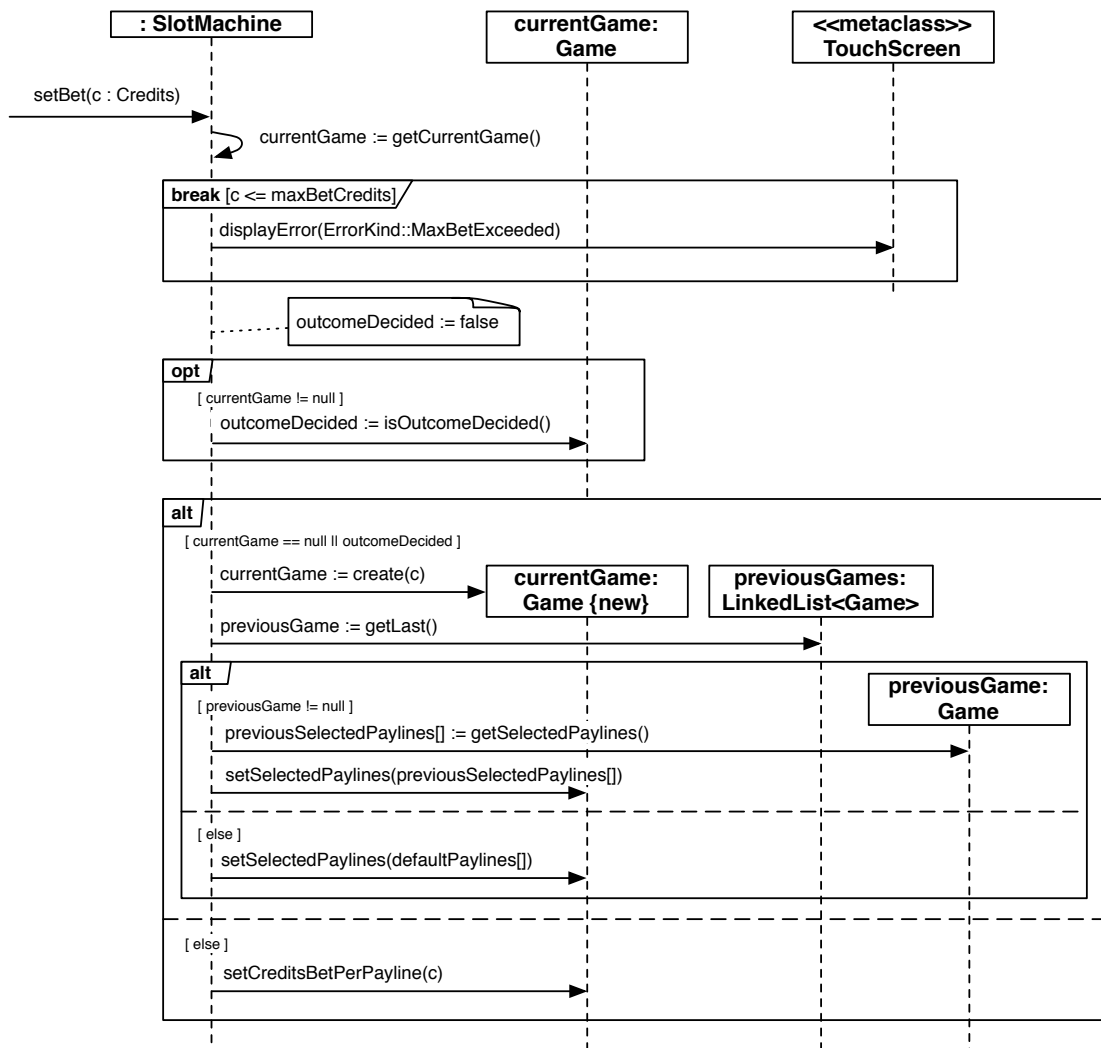 : SlotMachine
currentGame:
Game
<<metaclass>>
TouchScreen
setBet(c : Credits)
currentGame := getCurrentGame()
break [c <= maxBetCredits]
displayError(ErrorKind::MaxBetExceeded)
outcomeDecided := false
opt
[ currentGame != null ]
outcomeDecided := isOutcomeDecided()
alt
[ currentGame == null || outcomeDecided ]
currentGame := create(c)
currentGame:
Game {new}
previousGames:
LinkedList<Game>
previousGame := getLast()
alt
previousGame:
Game
[ previousGame != null ]
previousSelectedPaylines[] := getSelectedPaylines()
setSelectedPaylines(previousSelectedPaylines[])
[ else ]
setSelectedPaylines(defaultPaylines[])
[ else ]
setCreditsBetPerPayline(c)